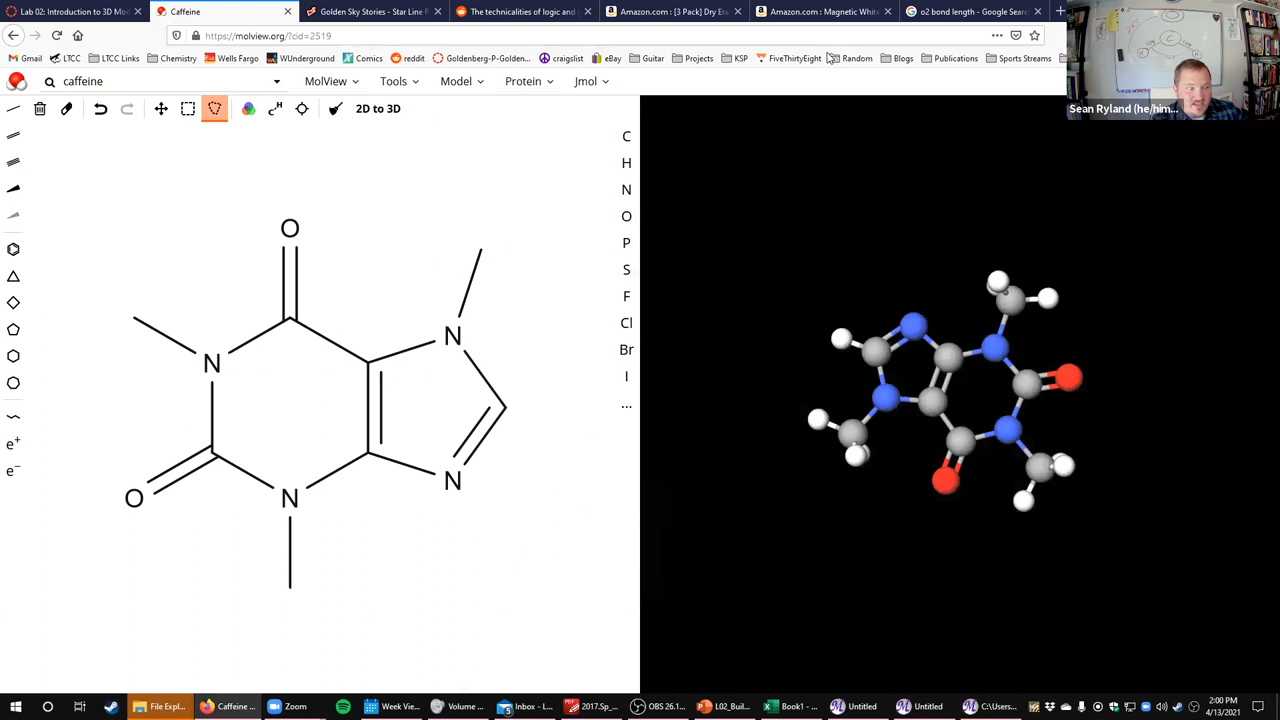 Lab 02: Introduction to 3D Mod
Caffeine
Golden Sky Stories - Star Line P
The technicalities of logic and
Amazon.com : [3 Pack] Dry Era
Amazon.com : Magnetic White
o2 bond length - Google Search
https://molview.org/?cid=2519
Gmail
LTCC
LTCC Links
Chemistry
Wells Fargo
WUnderground
Comics
reddit
Goldenberg-P-Golden...
craigslist
eBay
Guitar
Projects
KSP
FiveThirtyEight
Random
Blogs
Publications
Sports Streams
Sean Ryland (he/him...
caffeine
MolView
Tools
Model
Protein
Jmol
2D to 3D
C
H
N
O
P
S
F
Cl
Br
I
...
e+
e−
O
N
N
O
N
N
File Expl...
Caffeine ...
Zoom
Week Vie...
Volume ...
Inbox - L...
2017.Sp_...
OBS 26.1...
L02_Buil...
Book1 - ...
Untitled
Untitled
C:\Users...
2:00 PM
4/13/2021